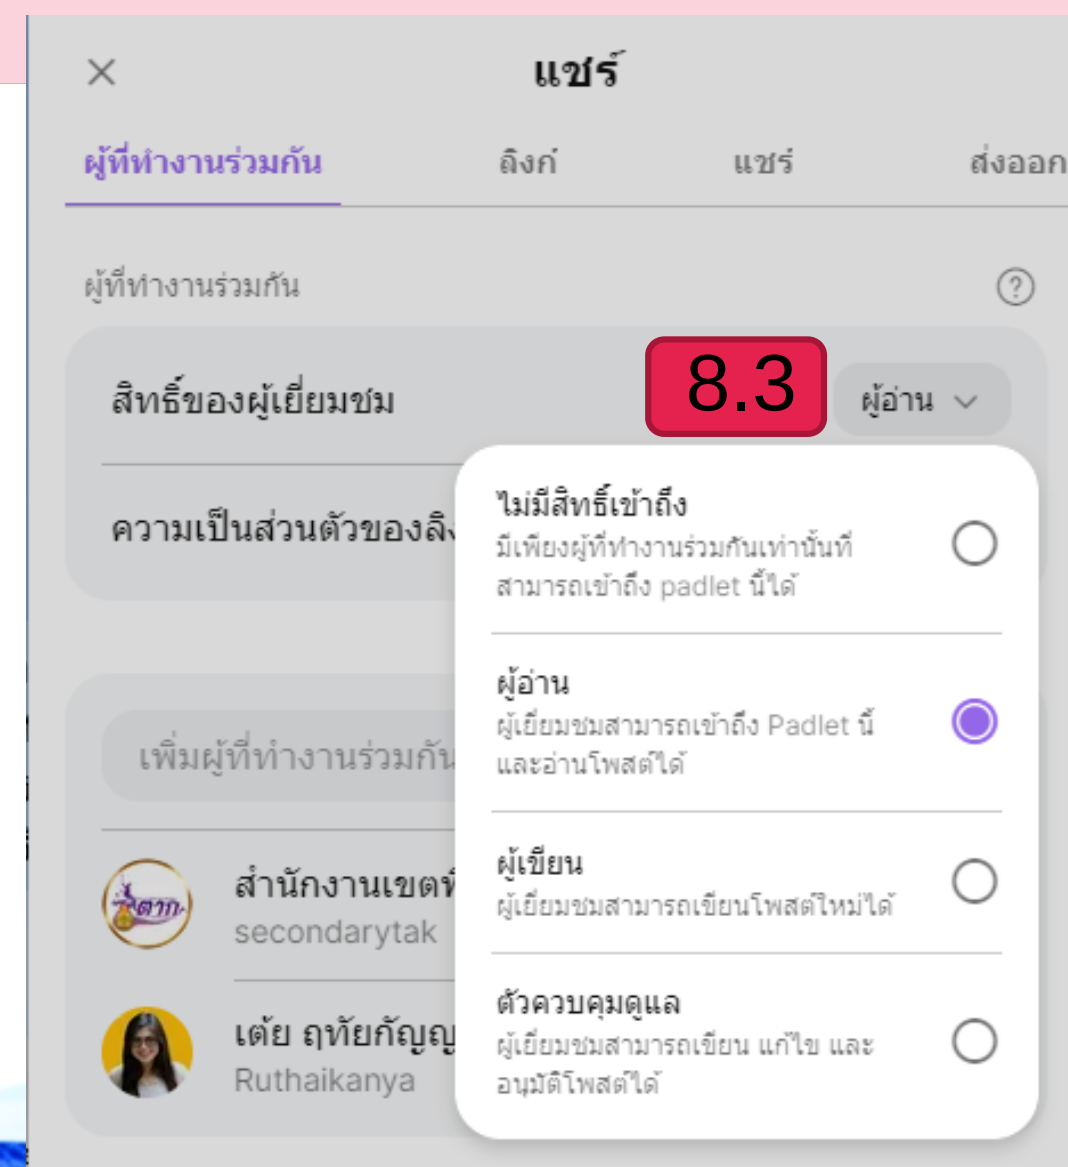 แชร์
ผู้ที่ทำงานร่วมกัน ลิงก์ แชร์ ส่งออก
ผู้ที่ทำงานร่วมกัน
สิทธิ์ของผู้เยี่ยมชม 8.3 ผู้อ่าน
ความเป็นส่วนตัวของลิง
ไม่มีสิทธิ์เข้าถึง
มีเพียงผู้ที่ทำงานร่วมกันเท่านั้นที่
สามารถเข้าถึง padlet นี้ได้
ผู้อ่าน
ผู้เยี่ยมชมสามารถเข้าถึง Padlet นี้
และอ่านโพสต์ได้
ผู้เขียน
ผู้เยี่ยมชมสามารถเขียนโพสต์ใหม่ได้
ตัวควบคุมดูแล
ผู้เยี่ยมชมสามารถเขียน แก้ไข และ
อนุมัติโพสต์ได้
เพิ่มผู้ที่ทำงานร่วมกัน
ตาก
สำนักงานเขตพื
secondarytak
เต้ย ฤทัยกัญญ
Ruthaikanya